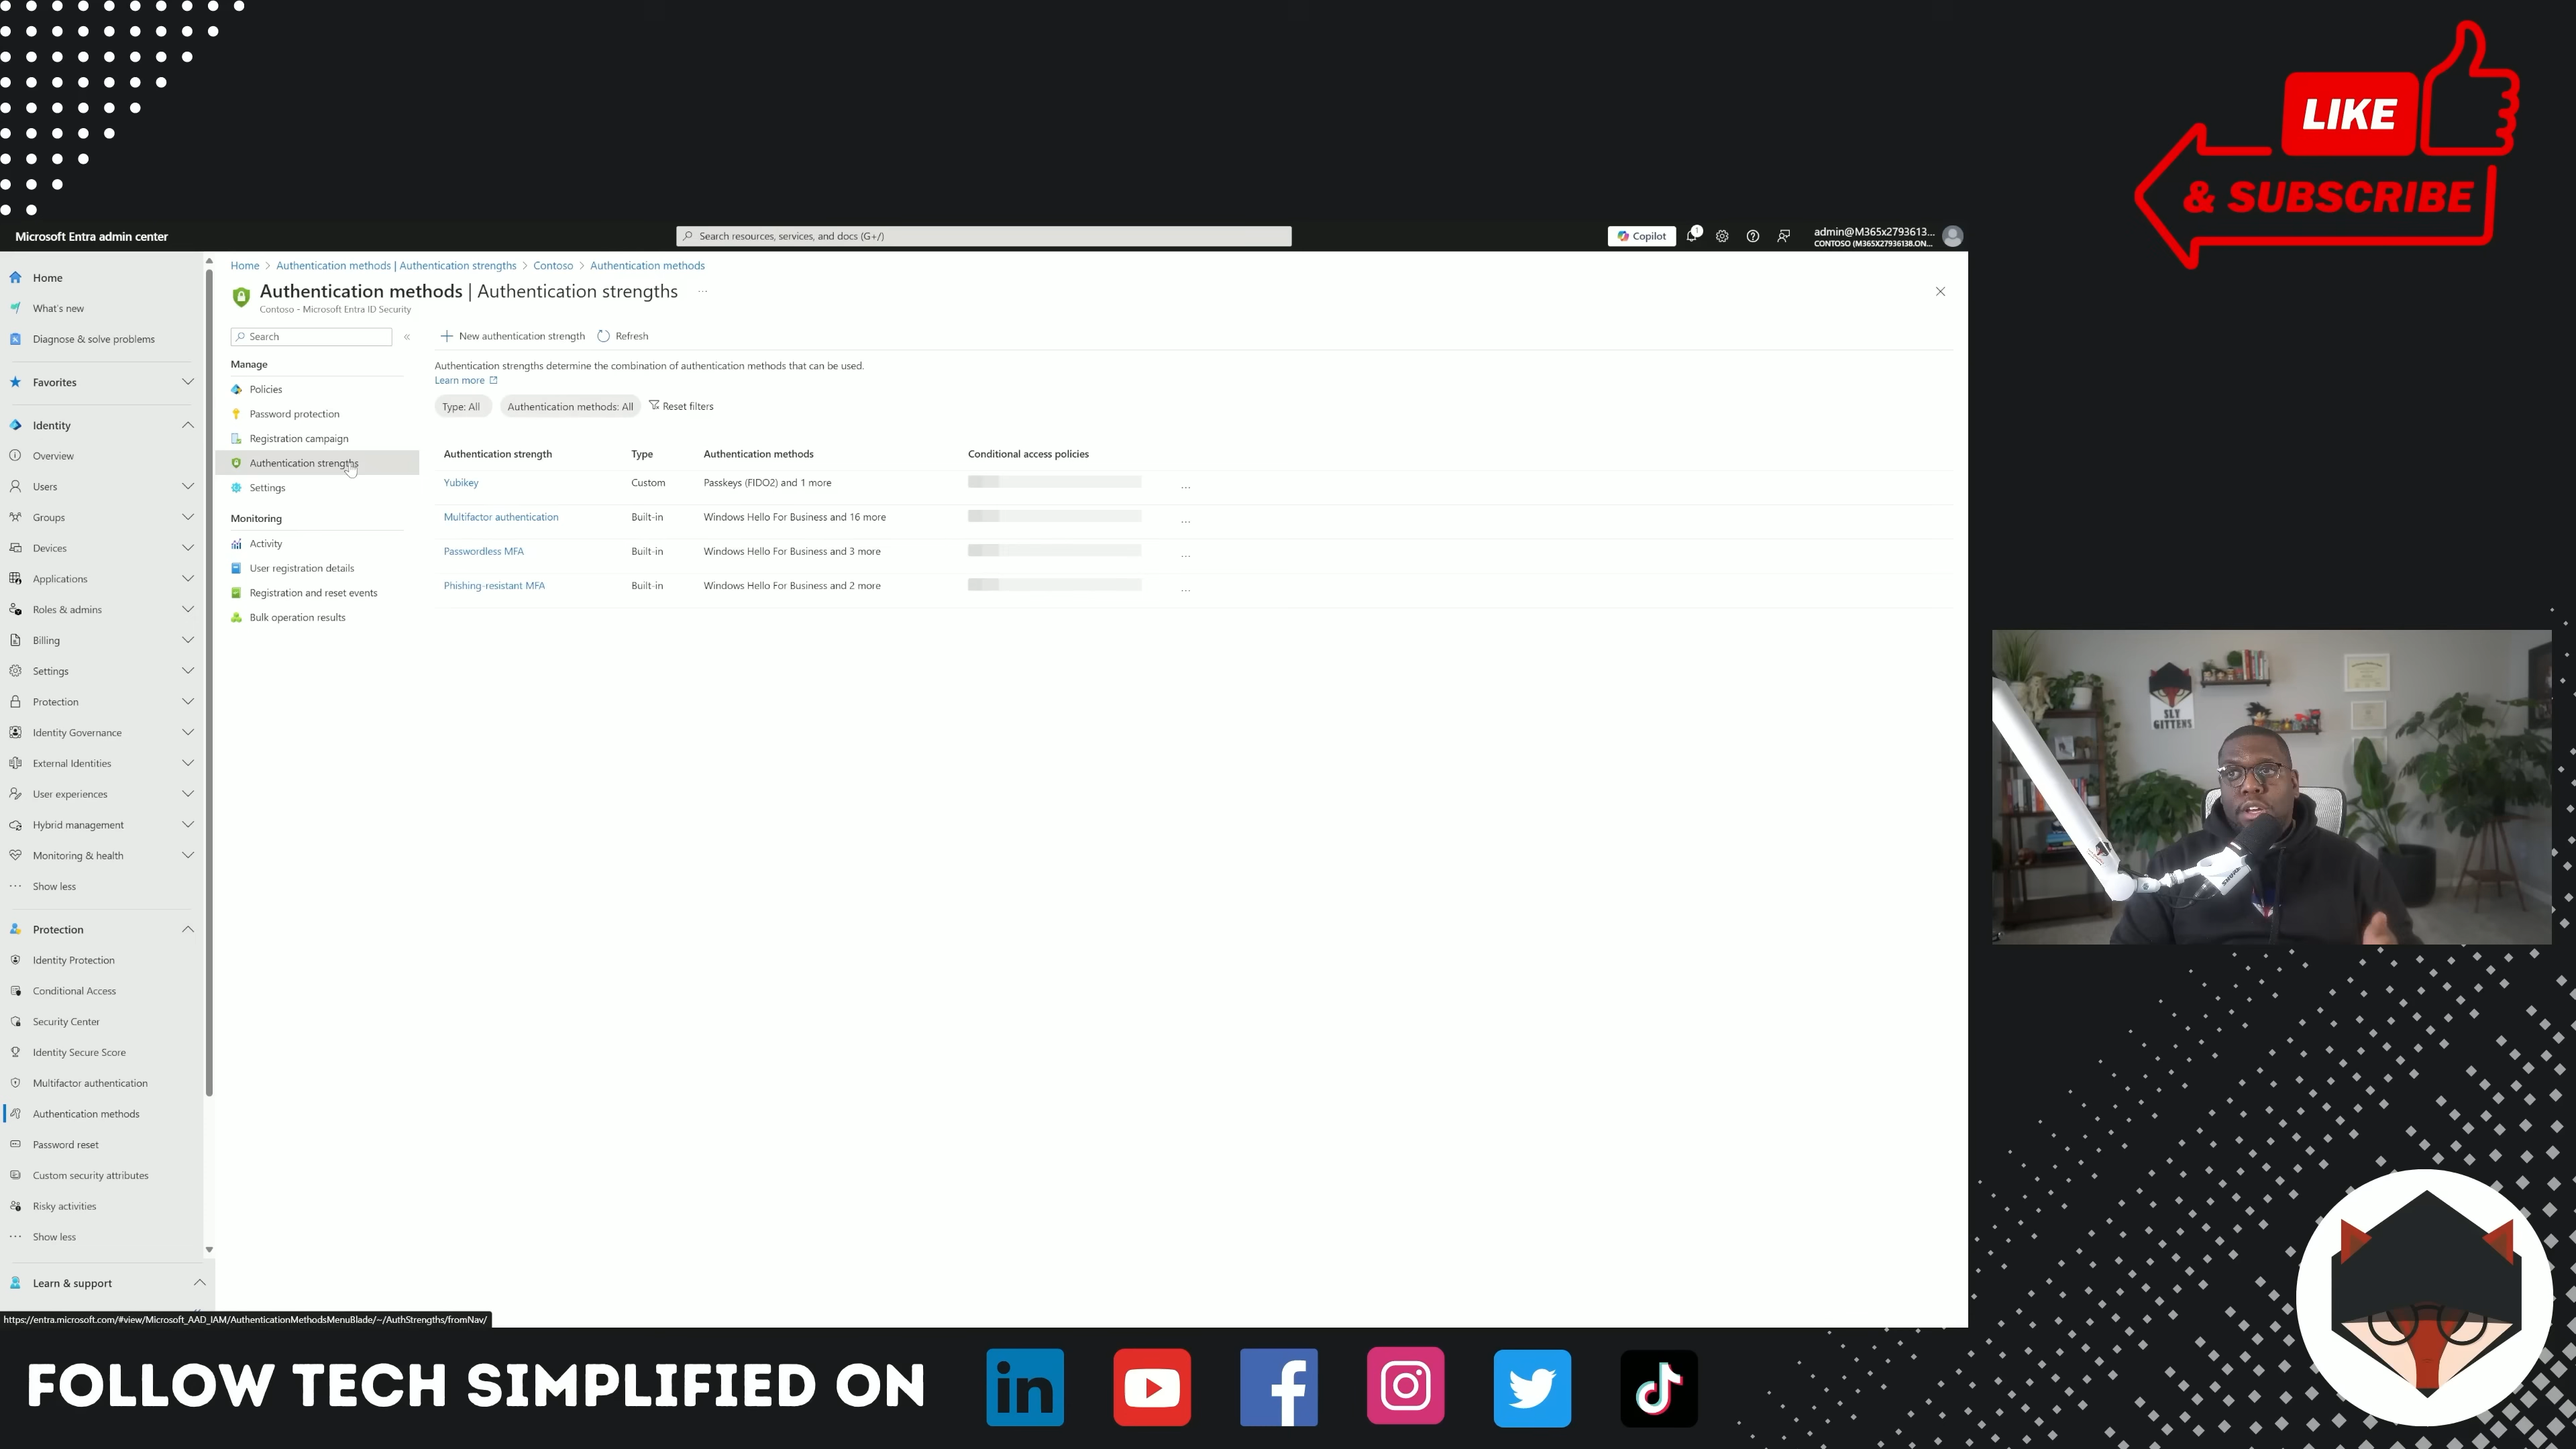 LIKE
& SUBSCRIBE
Microsoft Entra admin center
Search resources, services, and docs (G+/)
Copilot
1
admin@M365x2793613...
CONTOSO (M365X27936138.ON...
Home
What's new
Diagnose & solve problems
Favorites
Identity
Overview
Users
Groups
Devices
Applications
Roles & admins
Billing
Settings
Protection
Identity Governance
External Identities
User experiences
Hybrid management
Monitoring & health
Show less
Protection
Identity Protection
Conditional Access
Security Center
Identity Secure Score
Multifactor authentication
Authentication methods
Password reset
Custom security attributes
Risky activities
Show less
Learn & support
Home > Authentication methods | Authentication strengths > Contoso > Authentication methods
Authentication methods | Authentication strengths ...
Contoso - Microsoft Entra ID Security
Search
Manage
Policies
Password protection
Registration campaign
Authentication strengths
Settings
Monitoring
Activity
User registration details
Registration and reset events
Bulk operation results
New authentication strength Refresh
Authentication strengths determine the combination of authentication methods that can be used.
Learn more
Type: All Authentication methods: All Reset filters
Authentication strength Type Authentication methods Conditional access policies
Yubikey Custom Passkeys (FIDO2) and 1 more ...
Multifactor authentication Built-in Windows Hello For Business and 16 more ...
Passwordless MFA Built-in Windows Hello For Business and 3 more ...
Phishing-resistant MFA Built-in Windows Hello For Business and 2 more ...
SLY
GITTENS
https://entra.microsoft.com/#view/Microsoft_AAD_IAM/AuthenticationMethodsMenuBlade/~/AuthStrengths/fromNav/
FOLLOW TECH SIMPLIFIED ON
in